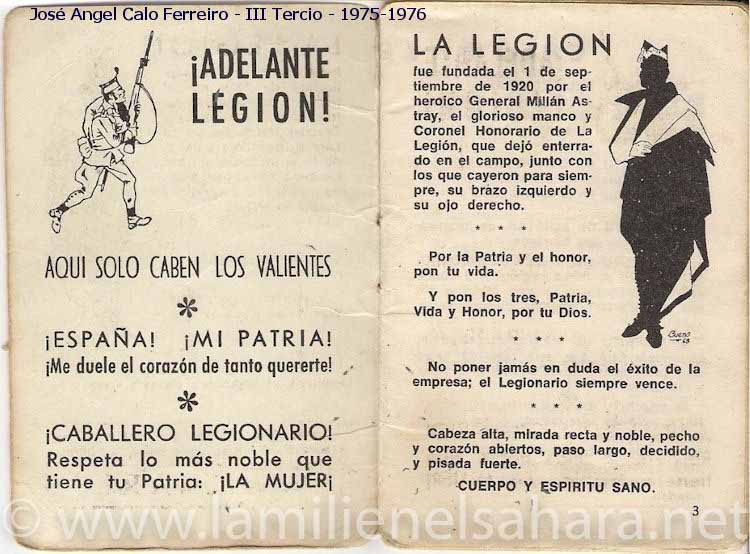 José Angel Calo Ferreiro - III Tercio - 1975-1976
¡ADELANTE
LEGION!
AQUI SOLO CABEN LOS VALIENTES
*
¡ESPAÑA! ¡MI PATRIA!
¡Me duele el corazón de tanto quererte!
*
¡CABALLERO LEGIONARIO!
Respeta lo más noble que
tiene tu Patria: ¡LA MUJER¡
LA LEGION
fue fundada el 1 de sep-
tiembre de 1920 por el
heroico General Millán As-
tray, el glorioso manco y
Coronel Honorario de La
Legión, que dejó enterra-
do en el campo, junto con
los que cayeron para siem-
pre, su brazo izquierdo y
su ojo derecho.
* * *
Por la Patria y el honor,
pon tu vida.
Y pon los tres, Patria,
Vida y Honor, por tu Dios.
* * *
No poner jamás en duda el éxito de la
empresa; el Legionario siempre vence.
* * *
Cabeza alta, mirada recta y noble, pecho
y corazón abiertos, paso largo, decidido,
y pisada fuerte.
CUERPO Y ESPIRITU SANO.
3
© www.lamilienelsahara.net